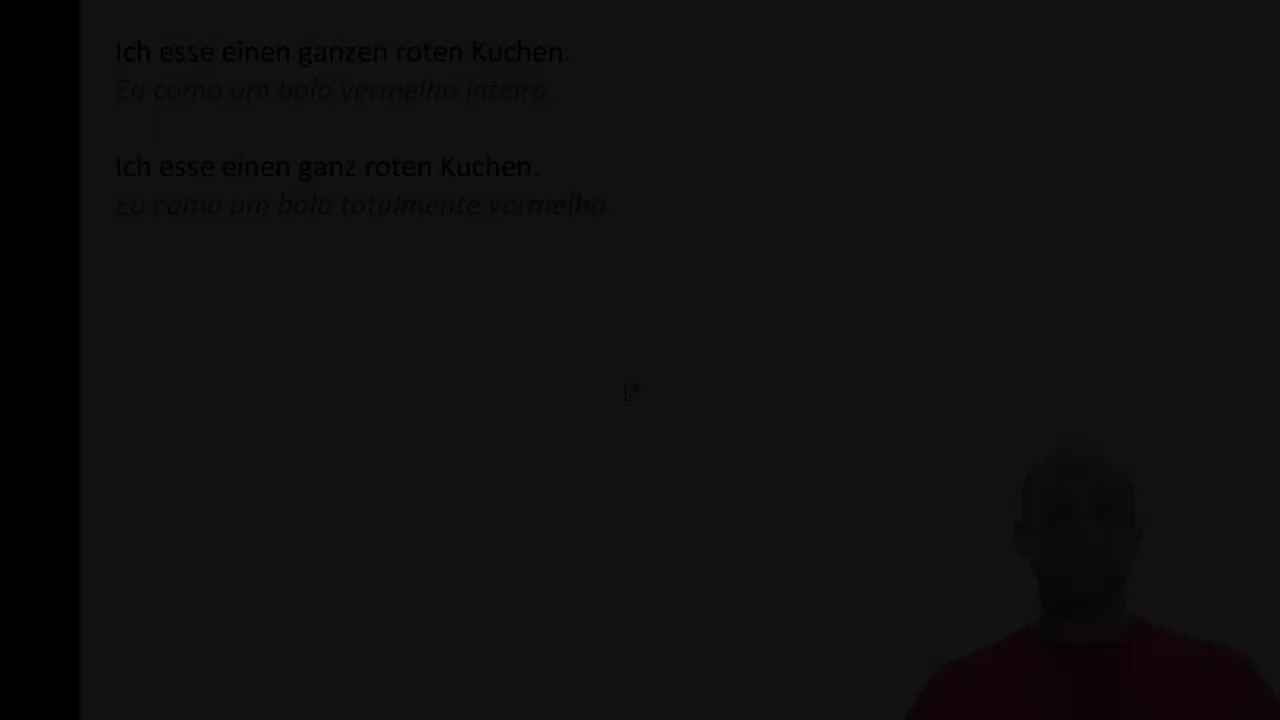 Ich esse einen ganzen roten Kuchen.
Eu como um bolo vermelho inteiro.
Ich esse einen ganz roten Kuchen.
Eu como um bolo totalmente vermelho.